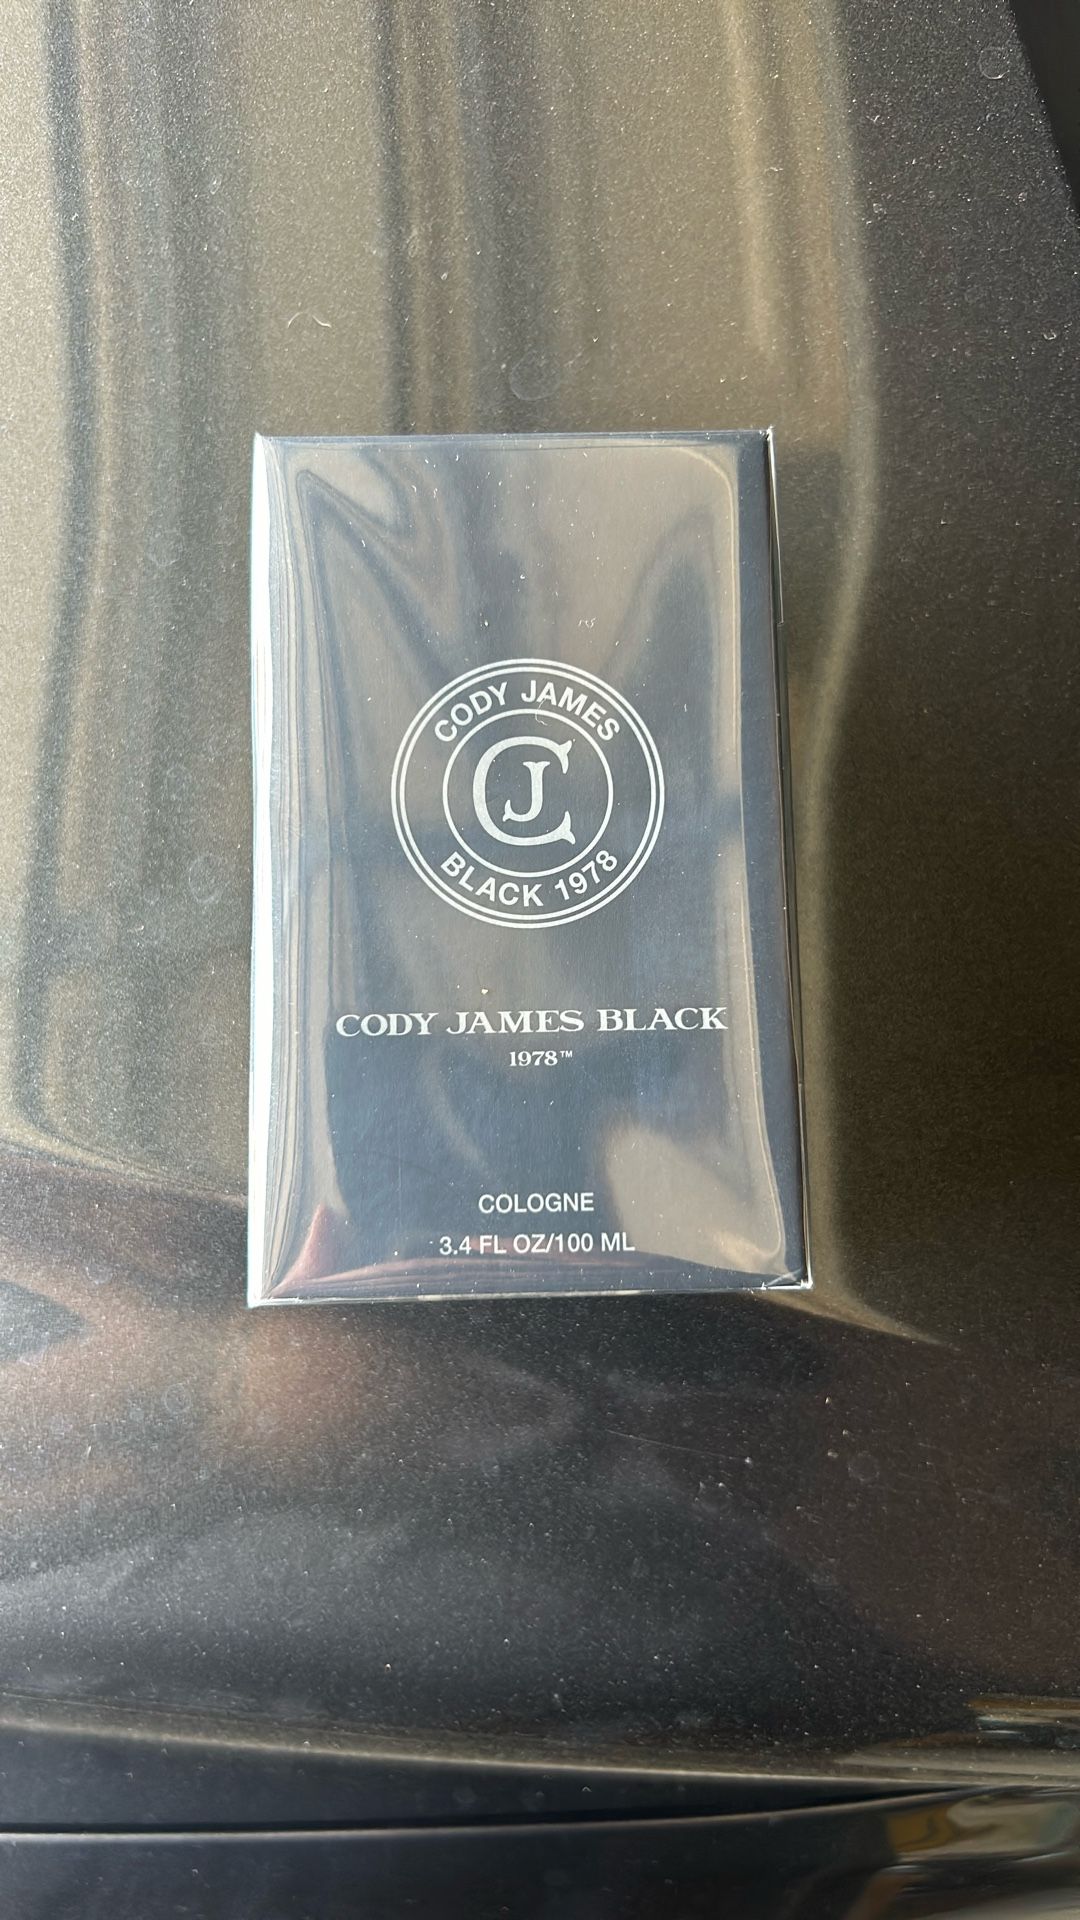 CODY JAMES
CJ
BLACK 1978
CODY JAMES BLACK
1978™
COLOGNE
3.4 FL OZ/100 ML